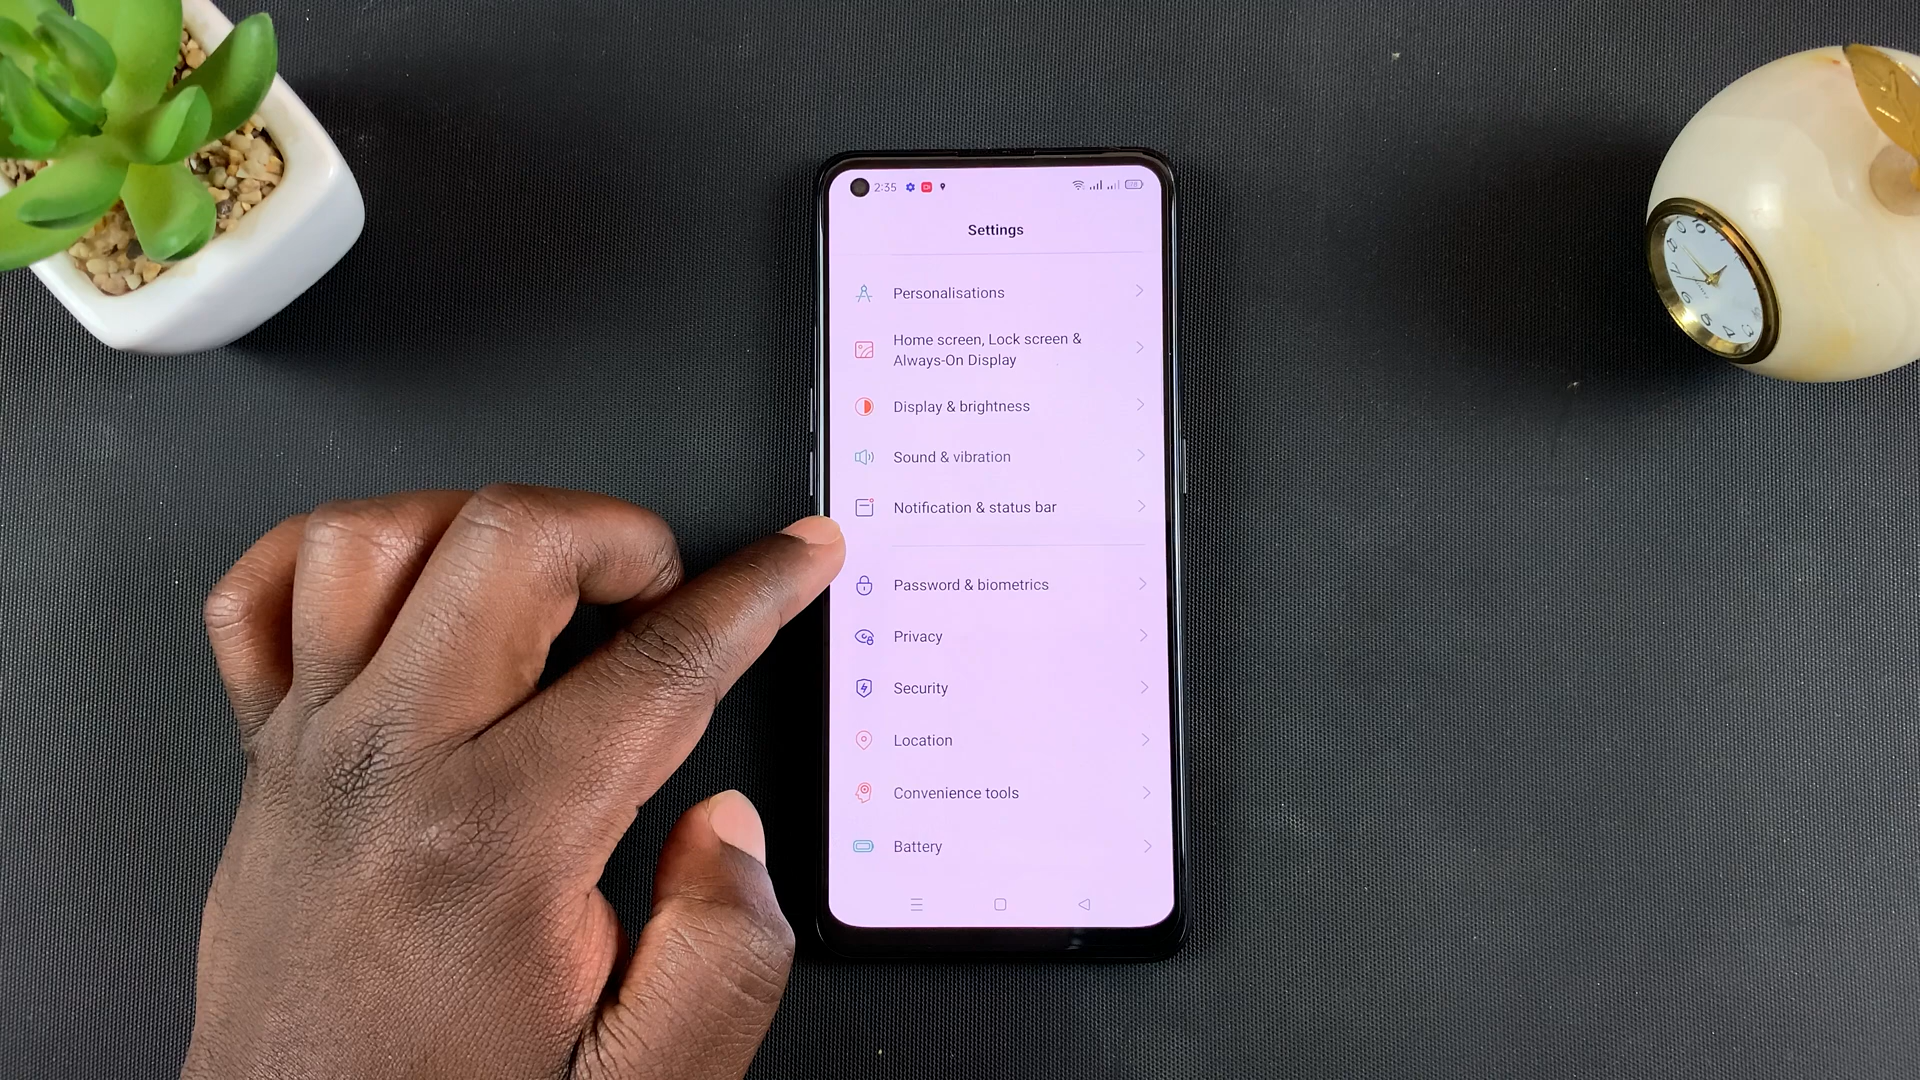 2:35
Settings
Personalisations
Home screen, Lock screen &
Always-On Display
Display & brightness
Sound & vibration
Notification & status bar
Password & biometrics
Privacy
Security
Location
Convenience tools
Battery